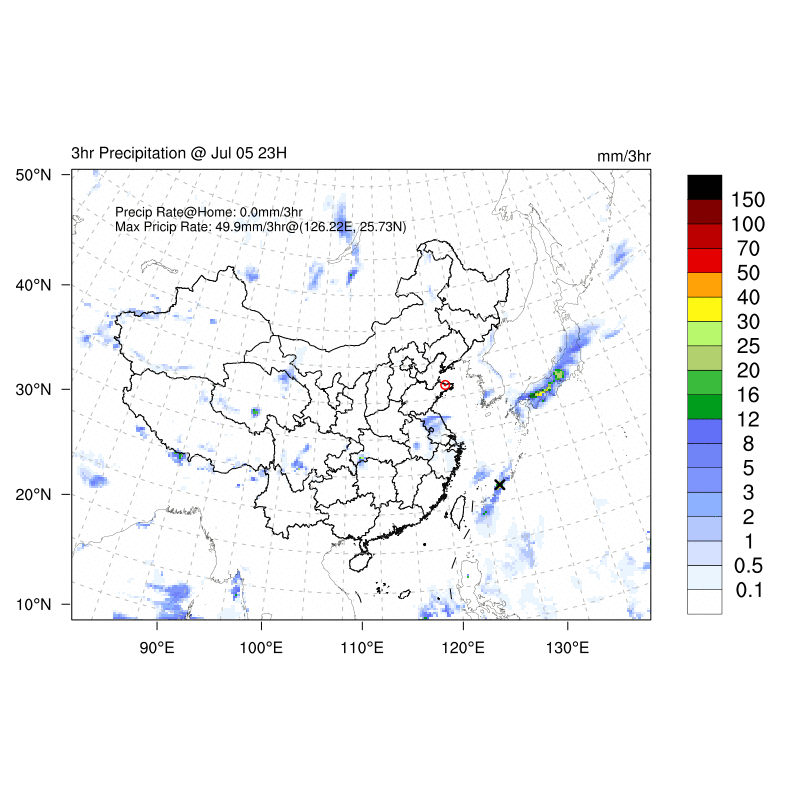 3hr Precipitation @ Jul 05 23H
mm/3hr
Precip Rate@Home: 0.0mm/3hr
Max Pricip Rate: 49.9mm/3hr@(126.22E, 25.73N)
50°N
40°N
30°N
20°N
10°N
90°E
100°E
110°E
120°E
130°E
150
100
70
50
40
30
25
20
16
12
8
5
3
2
1
0.5
0.1